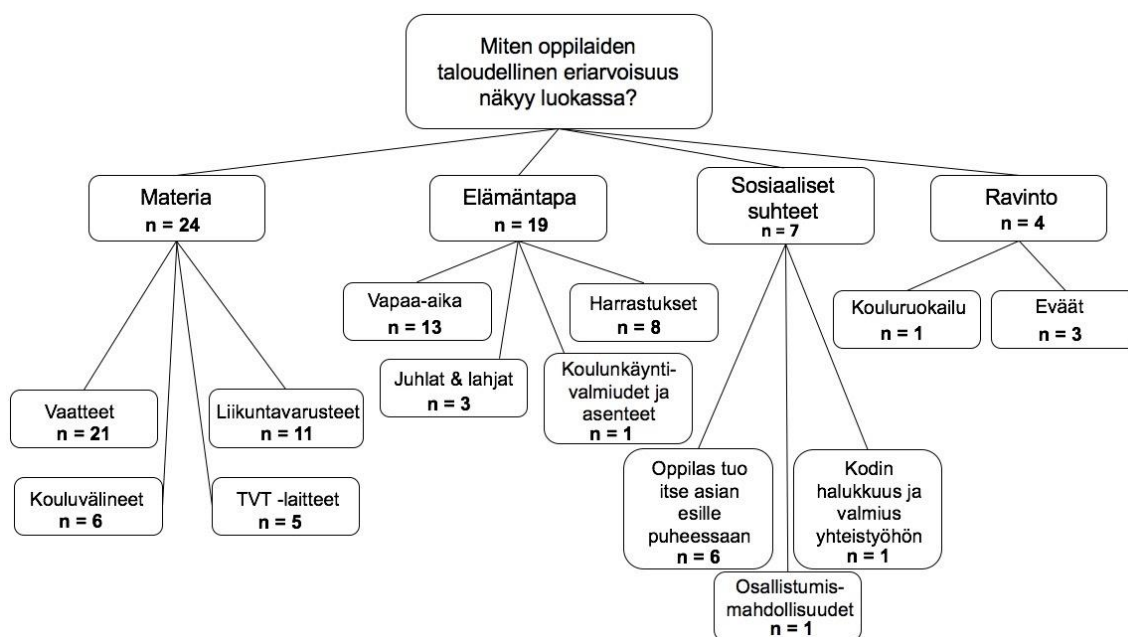 Miten oppilaiden
taloudellinen eriarvoisuus
näkyy luokassa?
Materia
n = 24
Elämäntapa
n = 19
Sosiaaliset
suhteet
n = 7
Ravinto
n = 4
Vaatteet
n = 21
Liikuntavarusteet
n = 11
Kouluvälineet
n = 6
TVT -laitteet
n = 5
Vapaa-aika
n = 13
Harrastukset
n = 8
Juhlat & lahjat
n = 3
Koulunkäynti-
valmiudet ja
asenteet
n = 1
Oppilas tuo
itse asian
esille
puheessaan
n = 6
Kodin
halukkuus ja
valmius
yhteistyöhön
n = 1
Osallistumis-
mahdollisuudet
n = 1
Kouluruokailu
n = 1
Eväät
n = 3